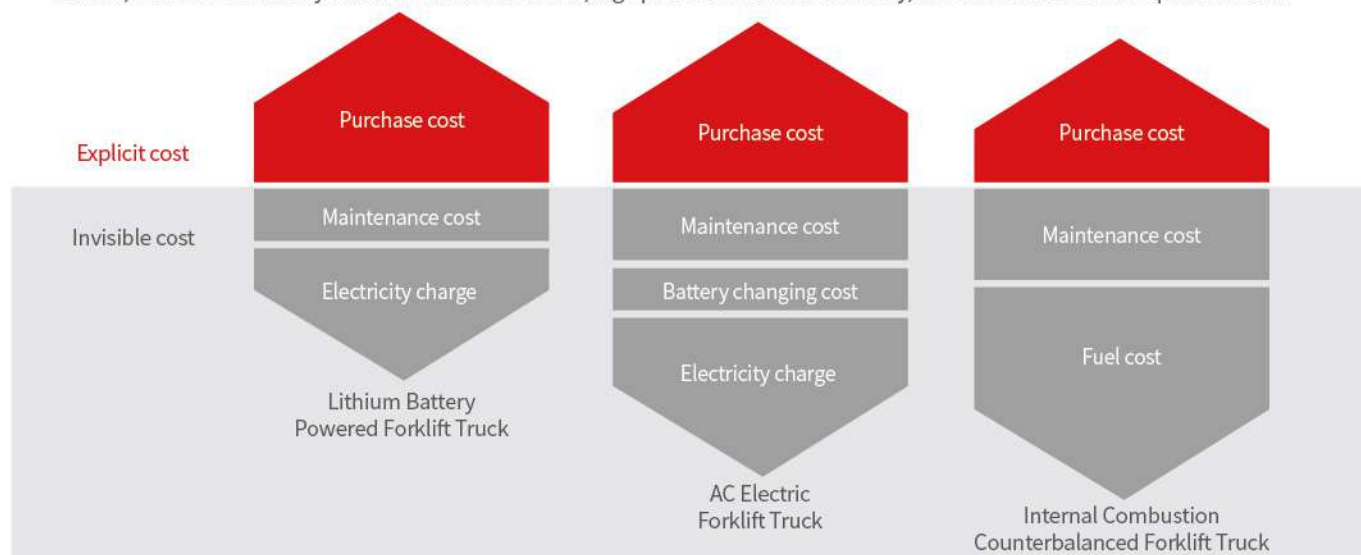 Purchase cost
Purchase cost
Purchase cost
Explicit cost
Maintenance cost
Maintenance cost
Maintenance cost
Invisible cost
Electricity charge
Battery changing cost
Fuel cost
Electricity charge
Lithium Battery
Powered Forklift Truck
AC Electric
Forklift Truck
Internal Combustion
Counterbalanced Forklift Truck